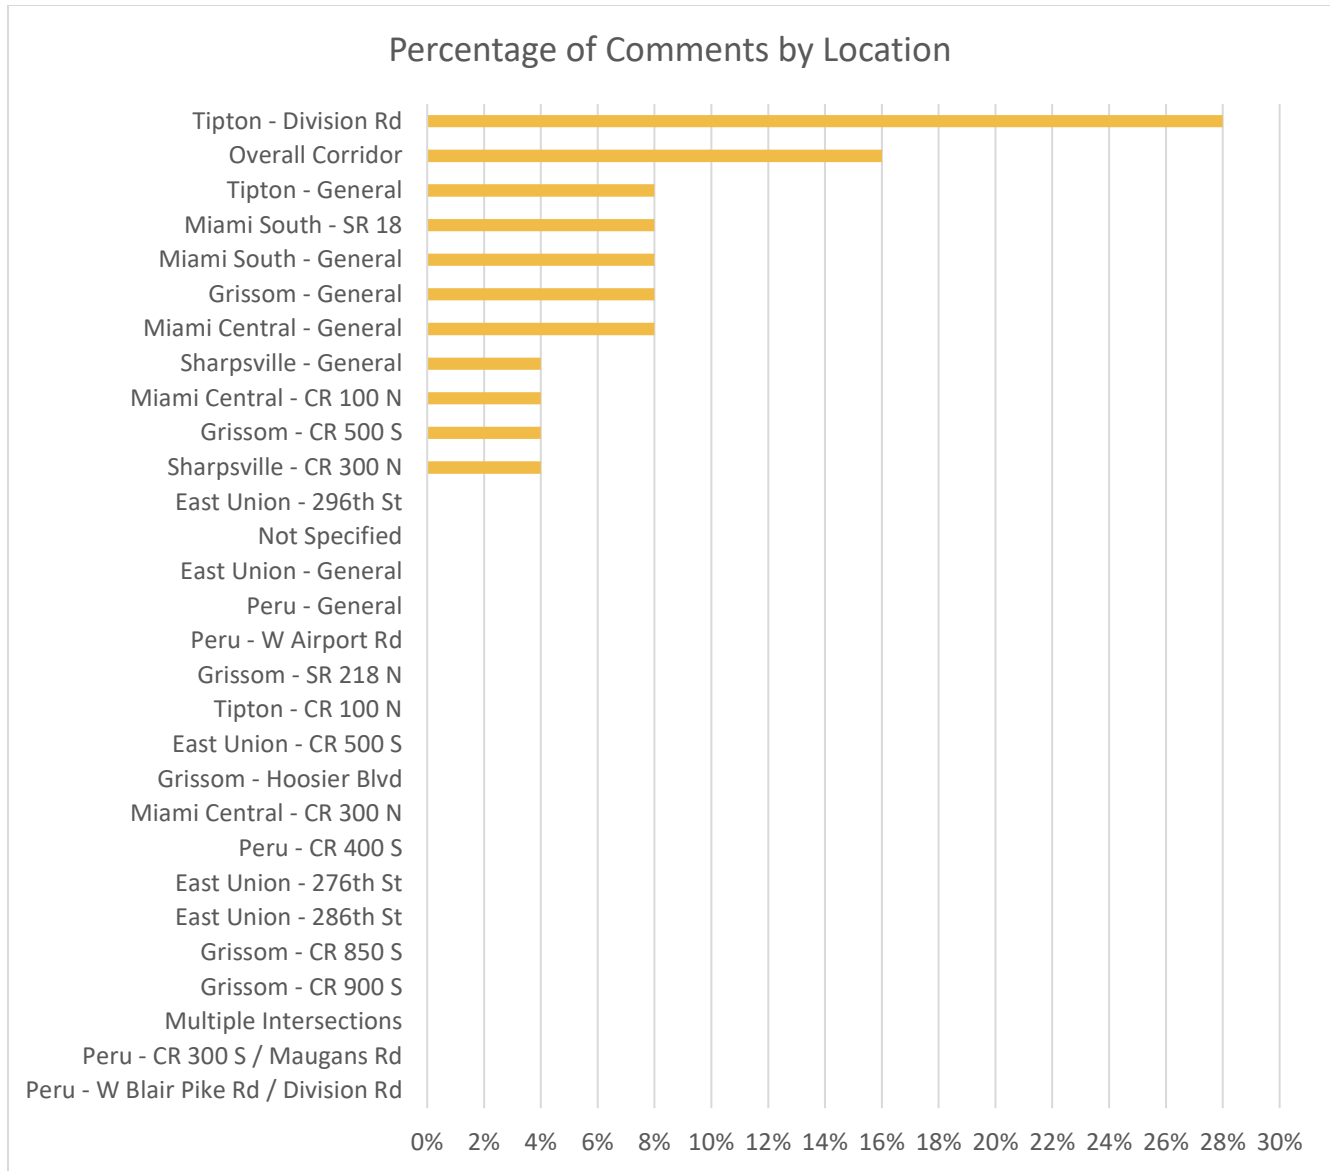 Percentage of Comments by Location
Tipton - Division Rd
Overall Corridor
Tipton - General
Miami South - SR 18
Miami South - General
Grissom - General
Miami Central - General
Sharpsville - General
Miami Central - CR 100 N
Grissom - CR 500 S
Sharpsville - CR 300 N
East Union - 296th St
Not Specified
East Union - General
Peru - General
Peru - W Airport Rd
Grissom - SR 218 N
Tipton - CR 100 N
East Union - CR 500 S
Grissom - Hoosier Blvd
Miami Central - CR 300 N
Peru - CR 400 S
East Union - 276th St
East Union - 286th St
Grissom - CR 850 S
Grissom - CR 900 S
Multiple Intersections
Peru - CR 300 S / Maugans Rd
Peru - W Blair Pike Rd / Division Rd
0% 2% 4% 6% 8% 10% 12% 14% 16% 18% 20% 22% 24% 26% 28% 30%